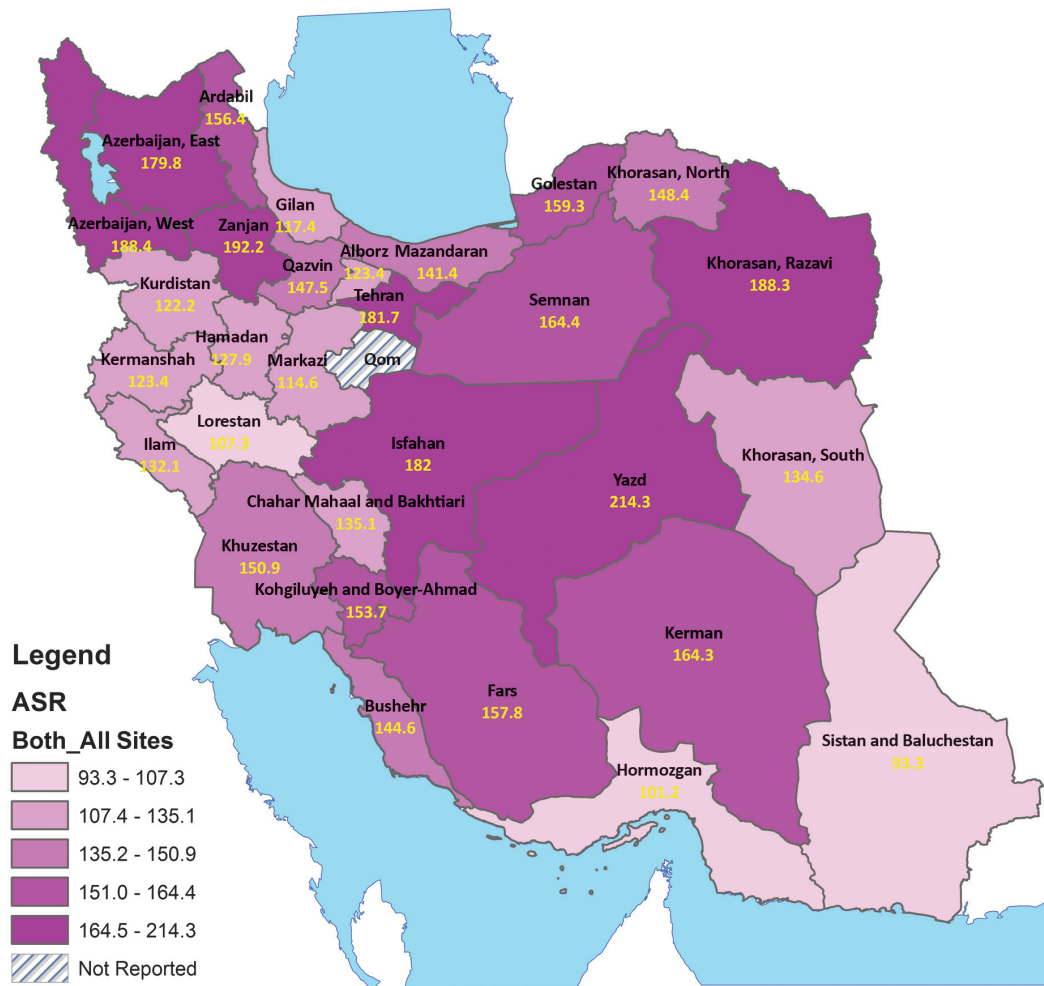 Ardabil
156.4
Azerbaijan, East
179.8
Khorasan, North
148.4
Golestan
159.3
Gilan
117.4
Azerbaijan, West
188.4
Zanjan
192.2
Alborz
123.4
Mazandaran
141.4
Qazvin
147.5
Khorasan, Razavi
188.3
Kurdistan
122.2
Tehran
181.7
Semnan
164.4
Hamadan
127.9
Kermanshah
123.4
Markazi
114.6
Qom
Lorestan
107.3
Ilam
132.1
Isfahan
182
Khorasan, South
134.6
Yazd
214.3
Chahar Mahaal and Bakhtiari
135.1
Khuzestan
150.9
Kohgiluyeh and Boyer-Ahmad
153.7
Kerman
164.3
Fars
157.8
Bushehr
144.6
Sistan and Baluchestan
93.3
Hormozgan
101.2
Legend
ASR
Both_All Sites
93.3 - 107.3
107.4 - 135.1
135.2 - 150.9
151.0 - 164.4
164.5 - 214.3
Not Reported